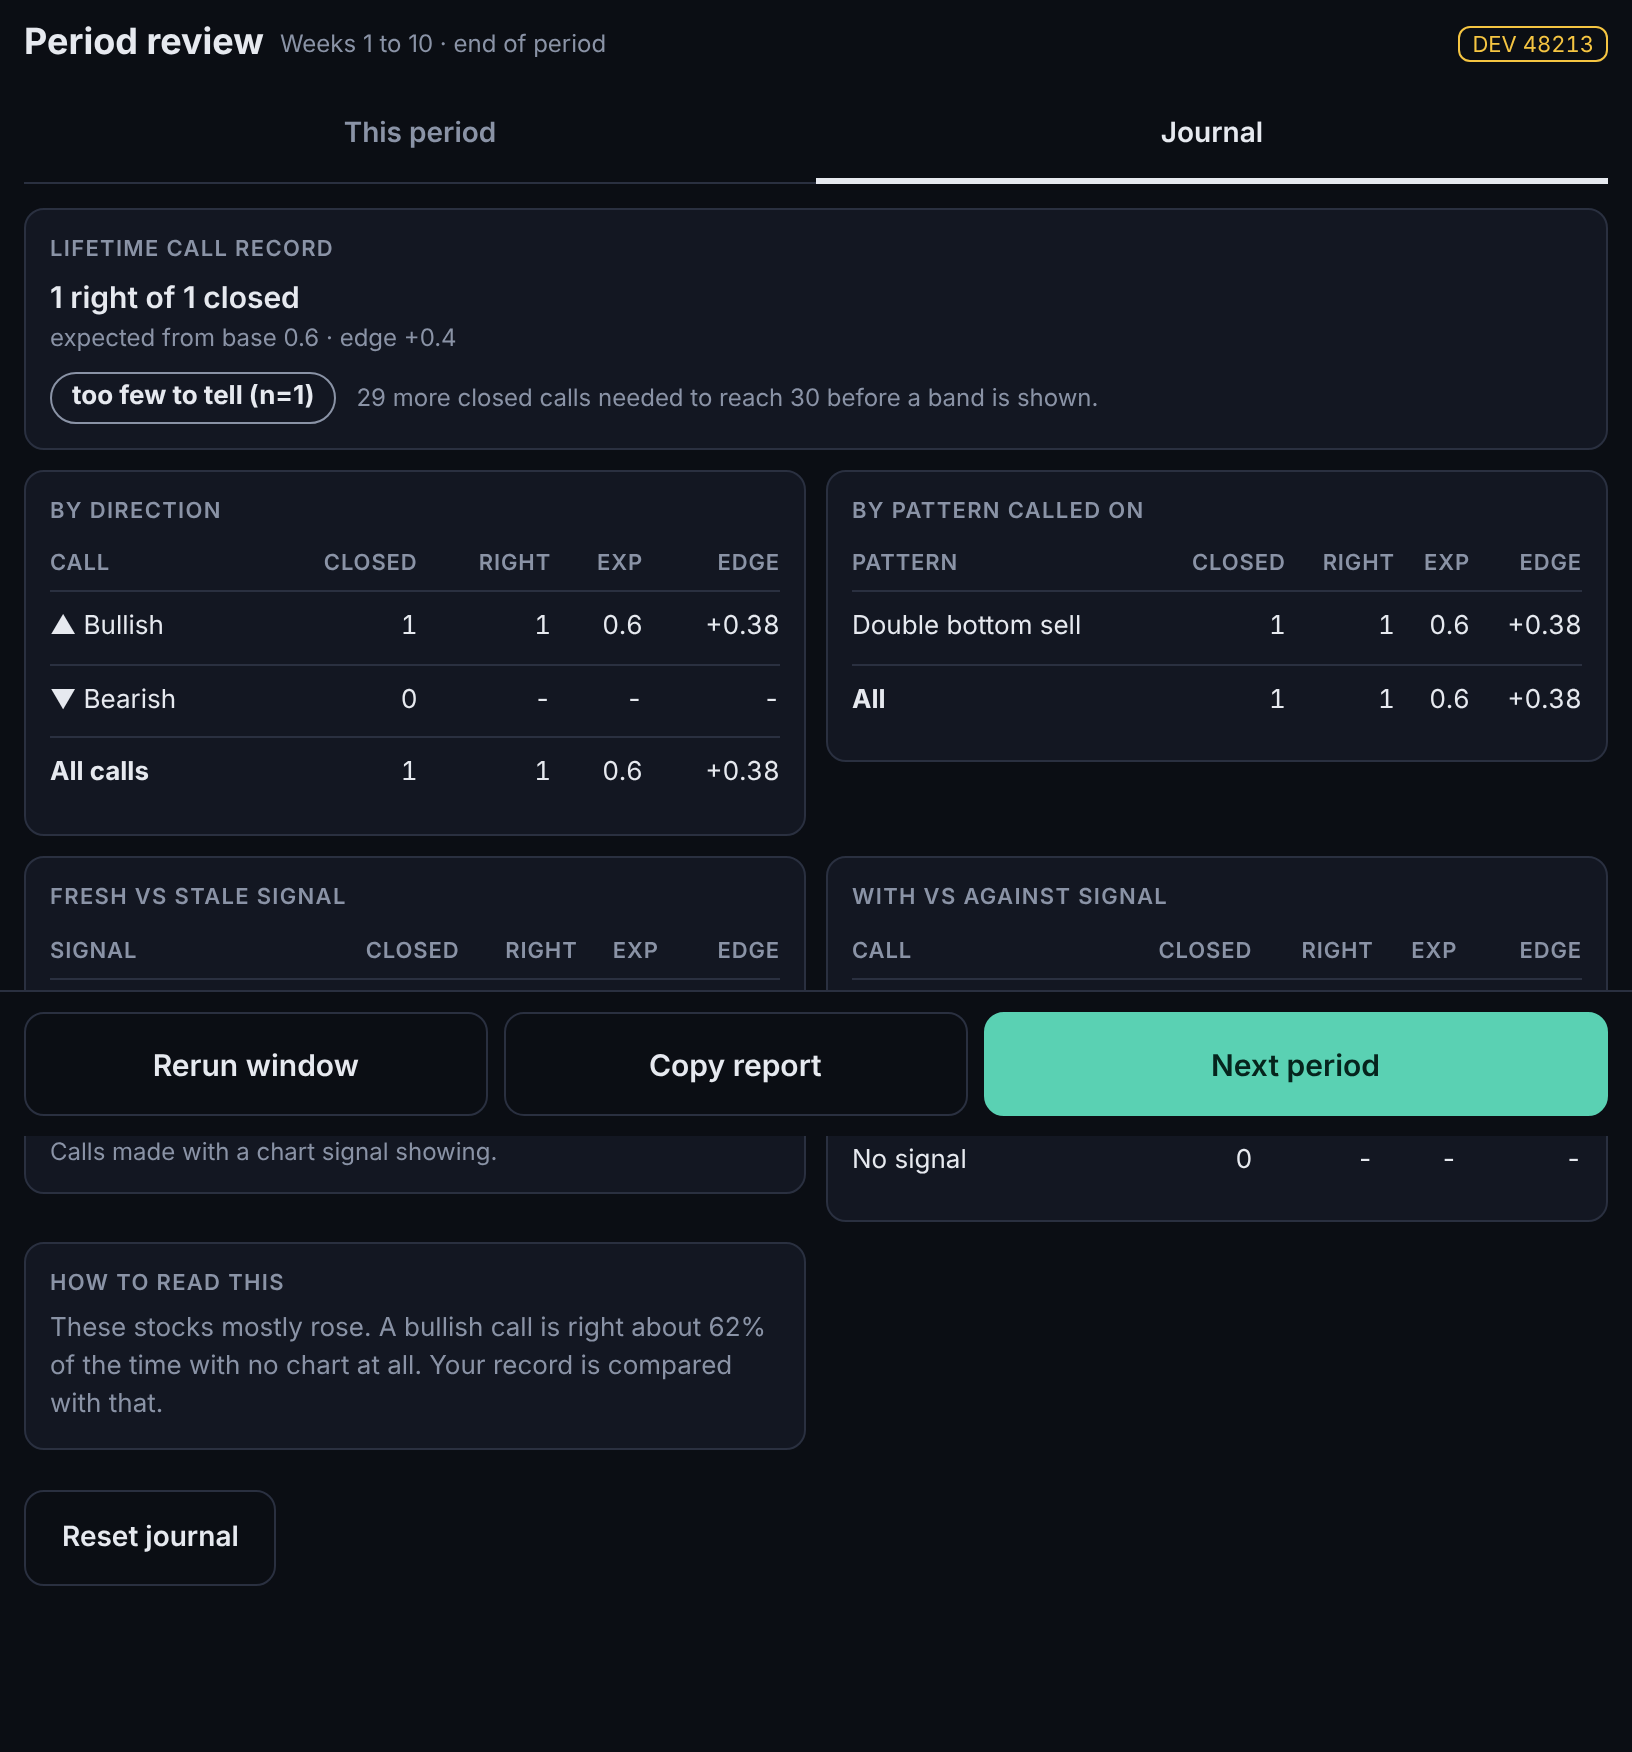 Period review Weeks 1 to 10 · end of period
DEV 48213
This period
Journal
LIFETIME CALL RECORD
1 right of 1 closed
expected from base 0.6 · edge +0.4
too few to tell (n=1) 29 more closed calls needed to reach 30 before a band is shown.
BY DIRECTION
CALL CLOSED RIGHT EXP EDGE
▲ Bullish 1 1 0.6 +0.38
▼ Bearish 0 - - -
All calls 1 1 0.6 +0.38
BY PATTERN CALLED ON
PATTERN CLOSED RIGHT EXP EDGE
Double bottom sell 1 1 0.6 +0.38
All 1 1 0.6 +0.38
FRESH VS STALE SIGNAL
SIGNAL CLOSED RIGHT EXP EDGE
WITH VS AGAINST SIGNAL
CALL CLOSED RIGHT EXP EDGE
Rerun window
Copy report
Next period
Calls made with a chart signal showing.
No signal 0 - - -
HOW TO READ THIS
These stocks mostly rose. A bullish call is right about 62%
of the time with no chart at all. Your record is compared
with that.
Reset journal